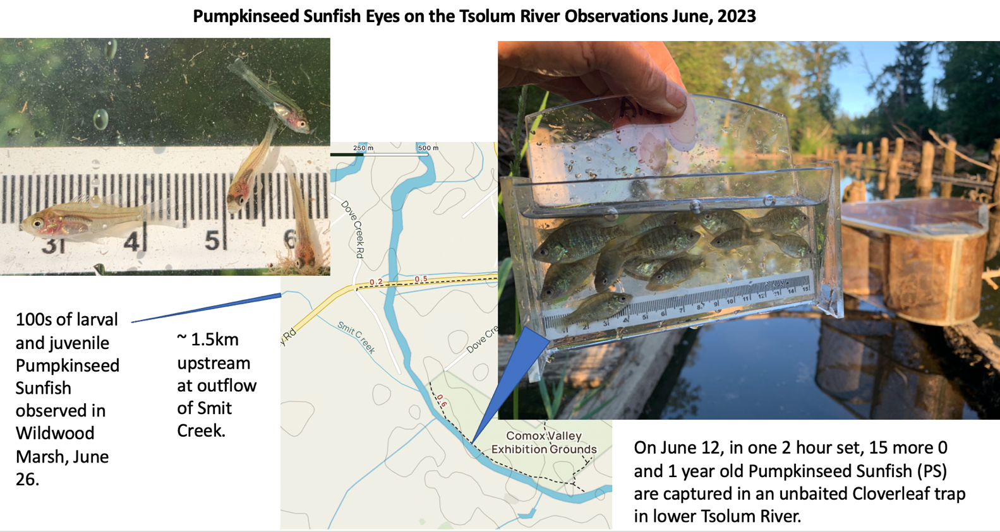 Pumpkinseed Sunfish Eyes on the Tsolum River Observations June, 2023
3 4 5 6
250 m 500 m
Dove Creek Rd
0.2 0.5
y Rd
Smit Creek
Dove Cre
0.6
Comox Valley
Exhibition Grounds
1 2 3 4 5 6 7 8 9 10 11 12 13 14 15
100s of larval
and juvenile
Pumpkinseed
Sunfish
observed in
Wildwood
Marsh, June
26.
~ 1.5km
upstream
at outflow
of Smit
Creek.
On June 12, in one 2 hour set, 15 more 0
and 1 year old Pumpkinseed Sunfish (PS)
are captured in an unbaited Cloverleaf trap
in lower Tsolum River.